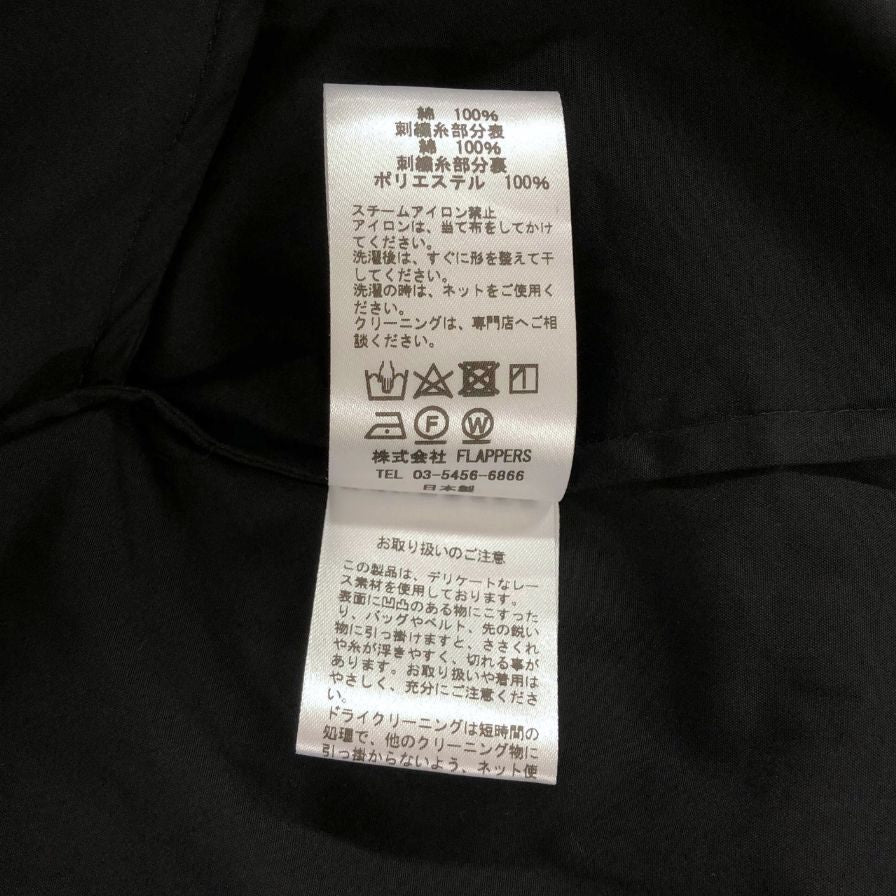 綿 100%
刺繍糸部分表
綿 100%
刺繍糸部分裏
ポリエステル 100%
スチームアイロン禁止
アイロンは、当て布をしてかけ
てください。
洗濯後は、すぐに形を整えて干
してください。
洗濯の時は、ネットをご使用く
ださい。
クリーニングは、専門店へご相
談ください。
F W
株式会社 FLAPPERS
TEL 03-5456-6866
日本製
お取り扱いのご注意
この製品は、デリケートなレー
ス素材を使用しております。
表面に凹凸のある物にこすった
り、バッグやベルト、先の鋭い
物に引っ掛けますと、ささくれ
や糸が浮きやすく、切れる事が
あります。お取り扱いや着用は
やさしく、充分にご注意くださ
い。
ドライクリーニングは短時間の
処理で、他のクリーニング物に
引っ掛からないよう、ネット使